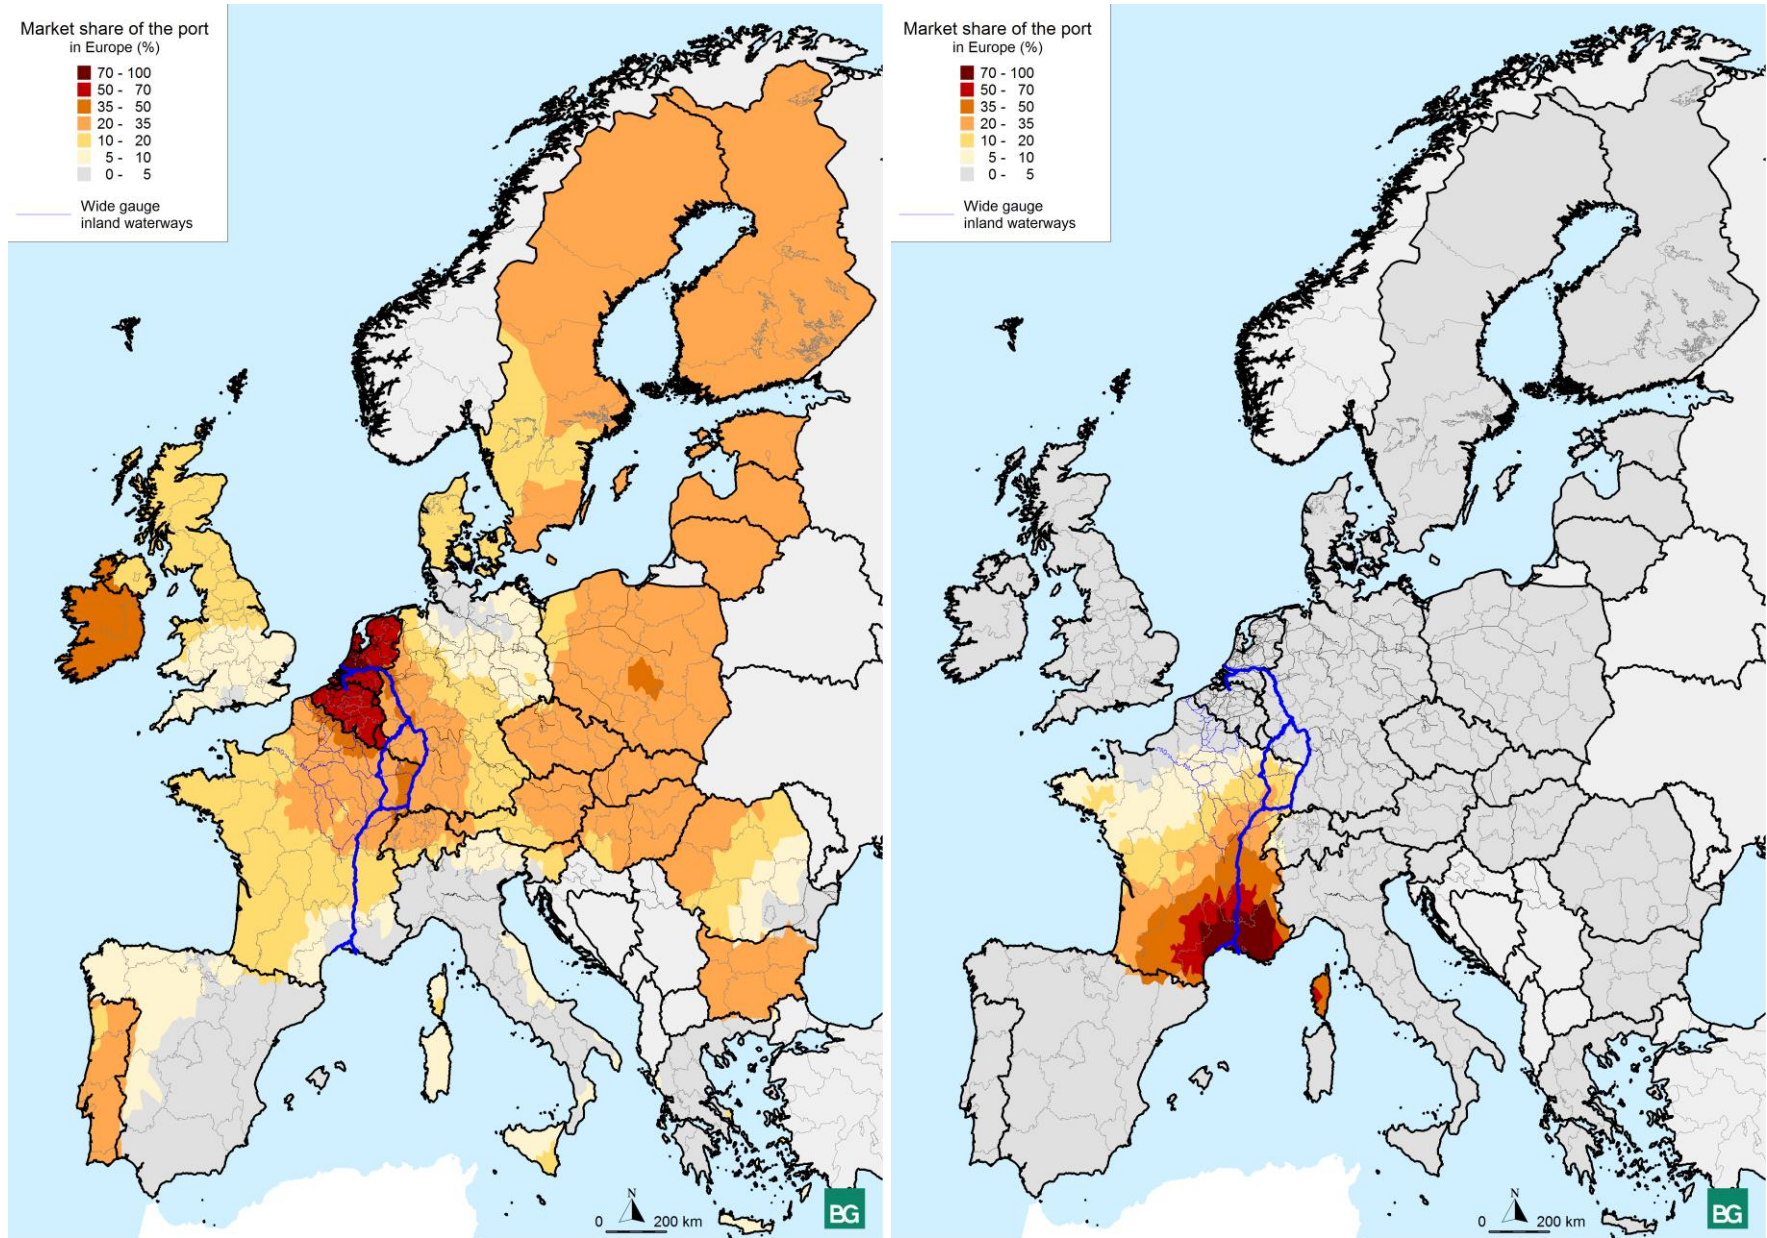 Market share of the port
in Europe (%)
70 - 100
50 - 70
35 - 50
20 - 35
10 - 20
5 - 10
0 - 5
Wide gauge
inland waterways
N
0 200 km
BG
Market share of the port
in Europe (%)
70 - 100
50 - 70
35 - 50
20 - 35
10 - 20
5 - 10
0 - 5
Wide gauge
inland waterways
N
0 200 km
BG